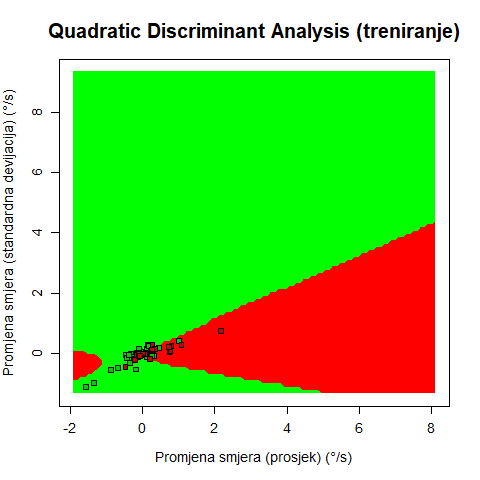 Quadratic Discriminant Analysis (treniranje)
Promjena smjera (standardna devijacija) (°/s)
8
6
4
2
0
-2 0 2 4 6 8
Promjena smjera (prosjek) (°/s)